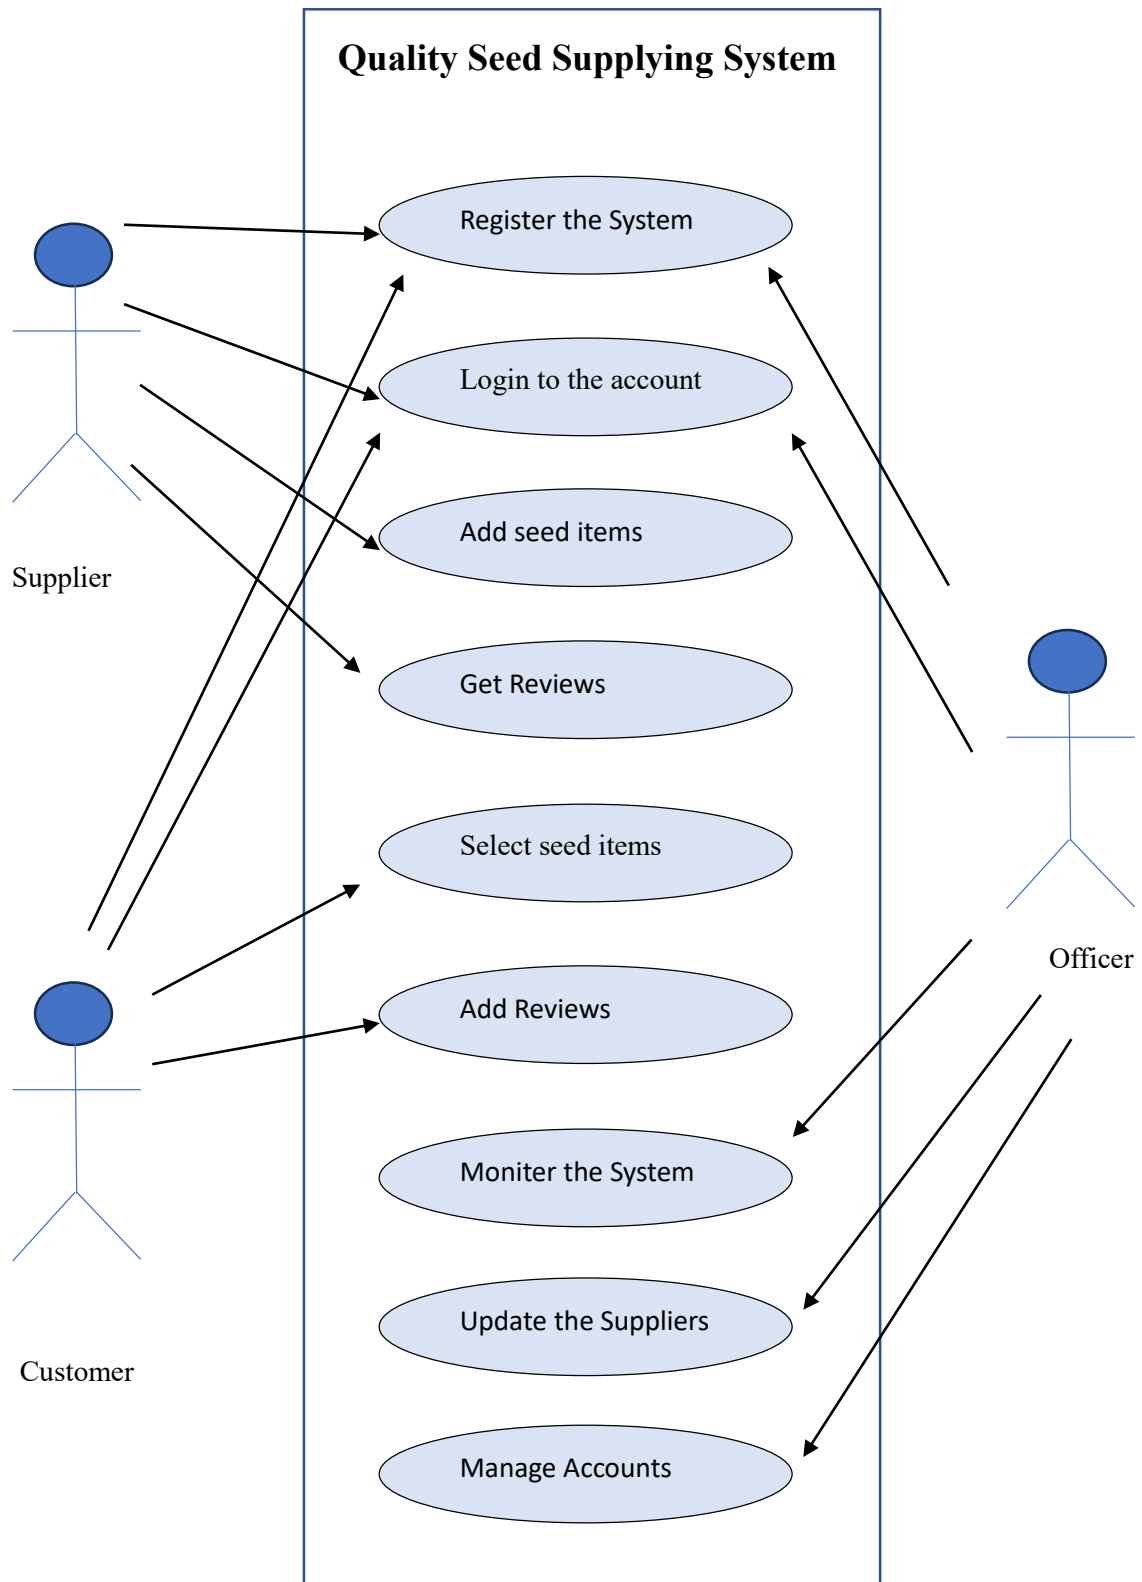 Quality Seed Supplying System
Register the System
Login to the account
Add seed items
Supplier
Get Reviews
Select seed items
Officer
Add Reviews
Moniter the System
Update the Suppliers
Customer
Manage Accounts